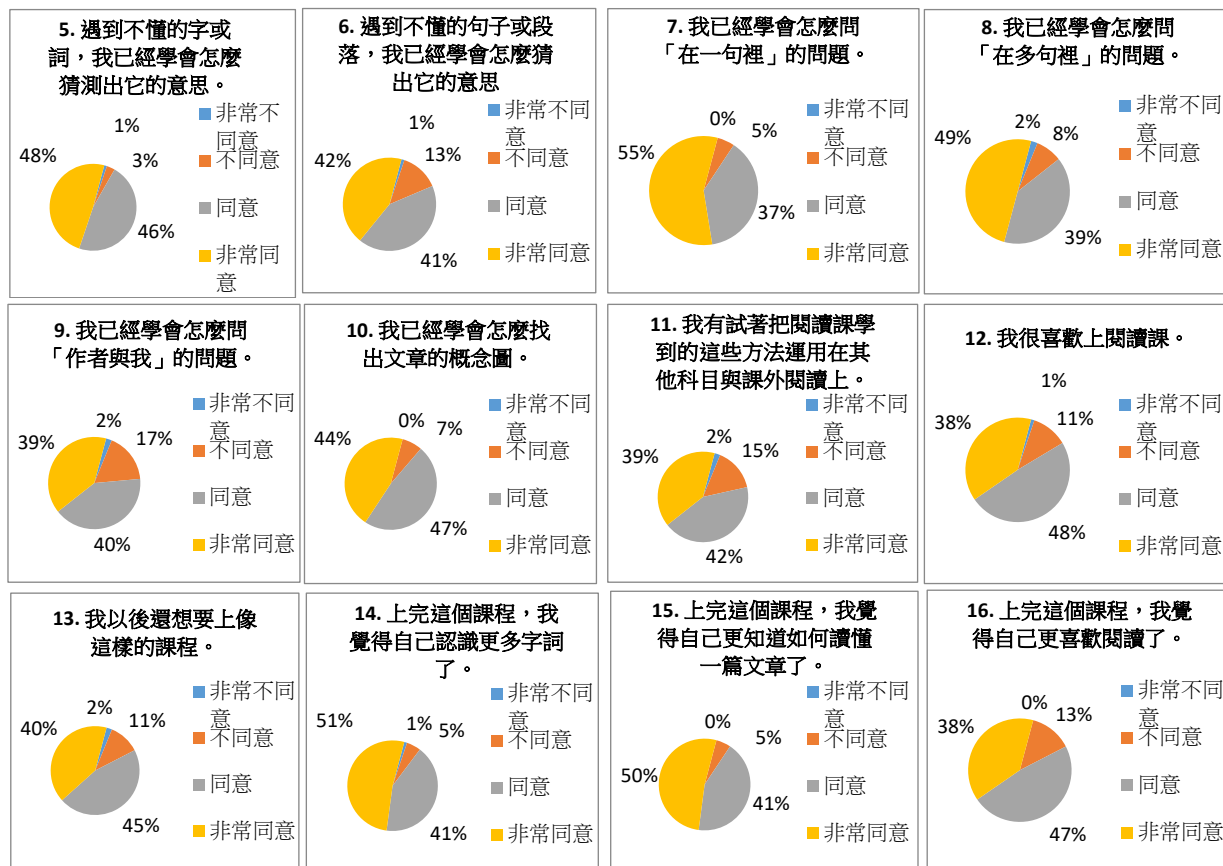 5. 遇到不懂的字或
詞，我已經學會怎麼
猜測出它的意思。
1%
3%
46%
48%
非常不
同意
不同意
同意
非常同
意
6. 遇到不懂的句子或段
落，我已經學會怎麼猜
出它的意思
1%
13%
41%
42%
非常不同
意
不同意
同意
非常同意
7. 我已經學會怎麼問
「在一句裡」的問題。
0%
5%
37%
55%
非常不同
意
不同意
同意
非常同意
8. 我已經學會怎麼問
「在多句裡」的問題。
2%
8%
39%
49%
非常不同
意
不同意
同意
非常同意
9. 我已經學會怎麼問
「作者與我」的問題。
2%
17%
40%
39%
非常不同
意
不同意
同意
非常同意
10. 我已經學會怎麼找
出文章的概念圖。
0%
7%
47%
44%
非常不同
意
不同意
同意
非常同意
11. 我有試著把閱讀課學
到的這些方法運用在其
他科目與課外閱讀上。
2%
15%
42%
39%
非常不同
意
不同意
同意
非常同意
12. 我很喜歡上閱讀課。
1%
11%
48%
38%
非常不同
意
不同意
同意
非常同意
13. 我以後還想要上像
這樣的課程。
2%
11%
45%
40%
非常不同
意
不同意
同意
非常同意
14. 上完這個課程，我
覺得自己認識更多字詞
了。
1%
5%
41%
51%
非常不同
意
不同意
同意
非常同意
15. 上完這個課程，我覺
得自己更知道如何讀懂
一篇文章了。
0%
5%
41%
50%
非常不同
意
不同意
同意
非常同意
16. 上完這個課程，我覺
得自己更喜歡閱讀了。
0%
13%
47%
38%
非常不同
意
不同意
同意
非常同意